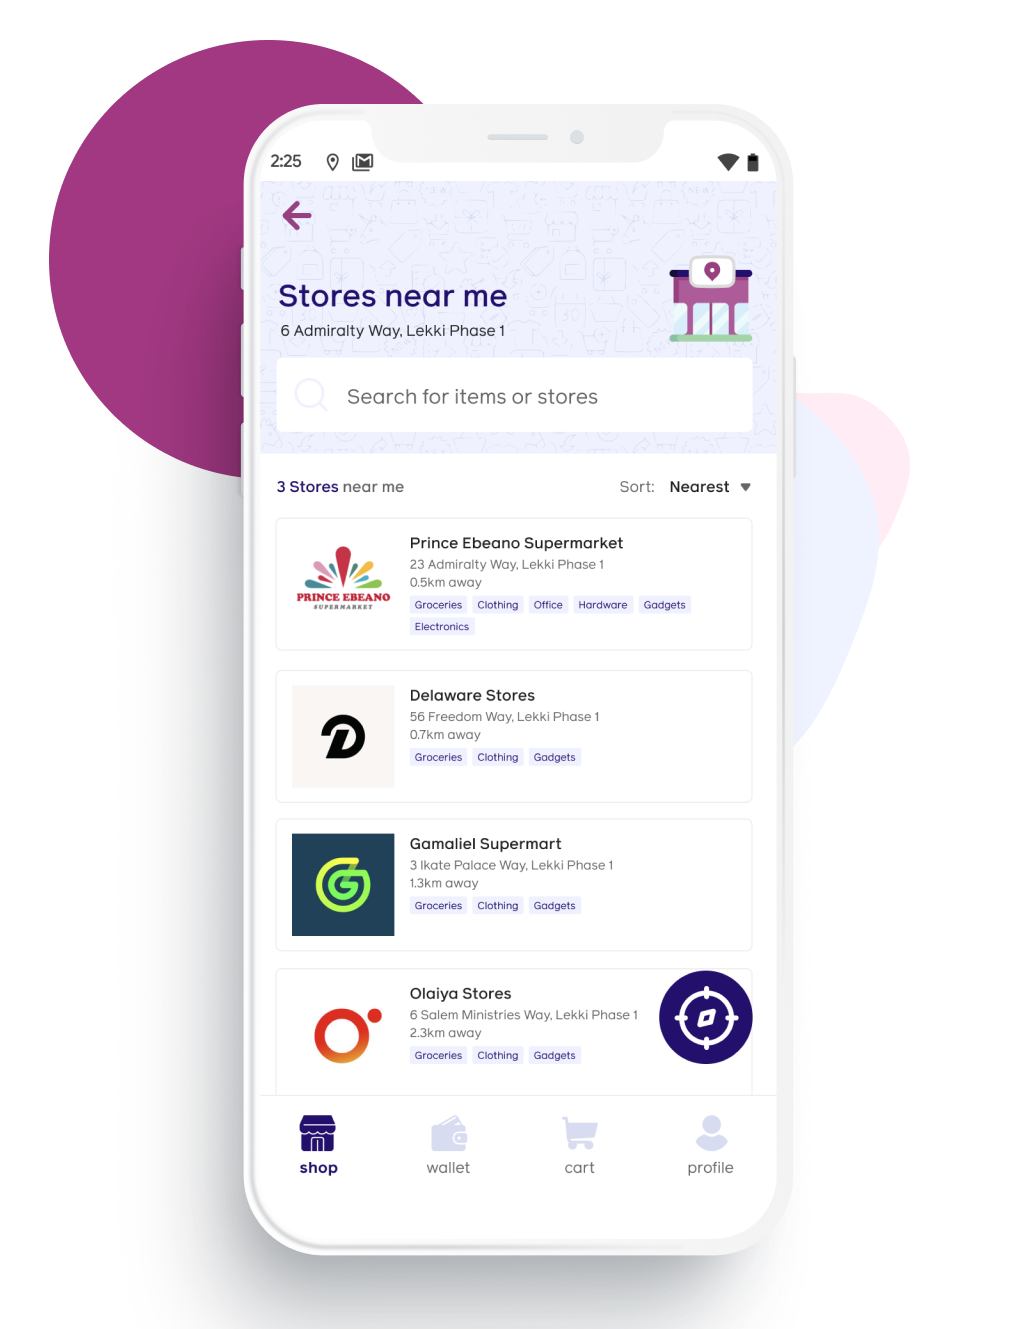 2:25
Stores near me
6 Admiralty Way, Lekki Phase 1
Search for items or stores
3 Stores near me
Sort: Nearest
PRINCE EBEANO
SUPERMARKET
Prince Ebeano Supermarket
23 Admiralty Way, Lekki Phase 1
0.5km away
Groceries Clothing Office Hardware Gadgets
Electronics
D
Delaware Stores
56 Freedom Way, Lekki Phase 1
0.7km away
Groceries Clothing Gadgets
G
Gamaliel Supermart
3 Ikate Palace Way, Lekki Phase 1
1.3km away
Groceries Clothing Gadgets
Olaiya Stores
6 Salem Ministries Way, Lekki Phase 1
2.3km away
Groceries Clothing Gadgets
shop wallet cart profile